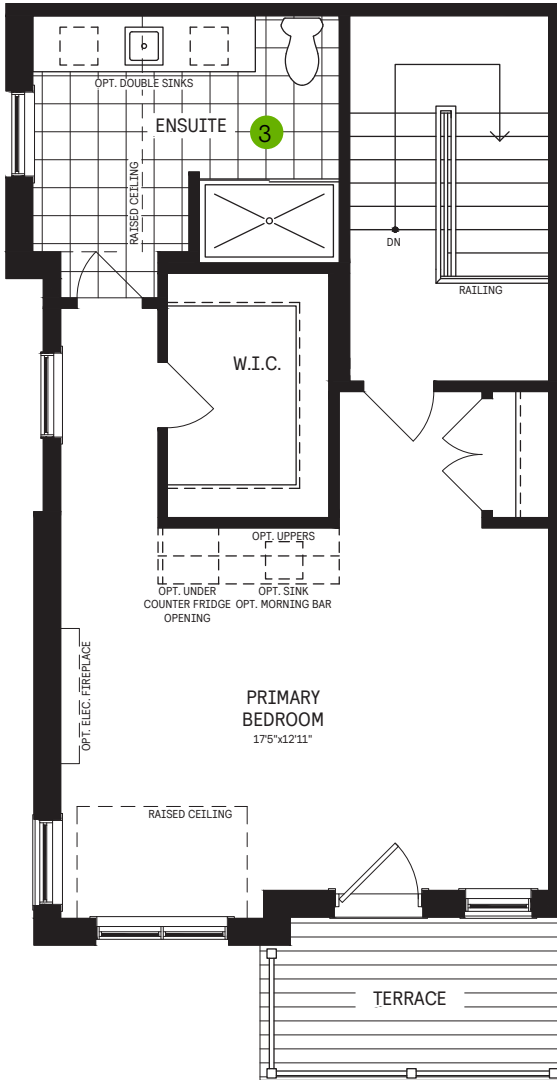 OPT. DOUBLE SINKS
ENSUITE
3
RAISED CEILING
DN
RAILING
W.I.C.
OPT. UPPERS
OPT. UNDER
COUNTER FRIDGE
OPENING
OPT. SINK
OPT. MORNING BAR
OPT. ELEC. FIREPLACE
PRIMARY
BEDROOM
17'5"x12'11"
RAISED CEILING
TERRACE